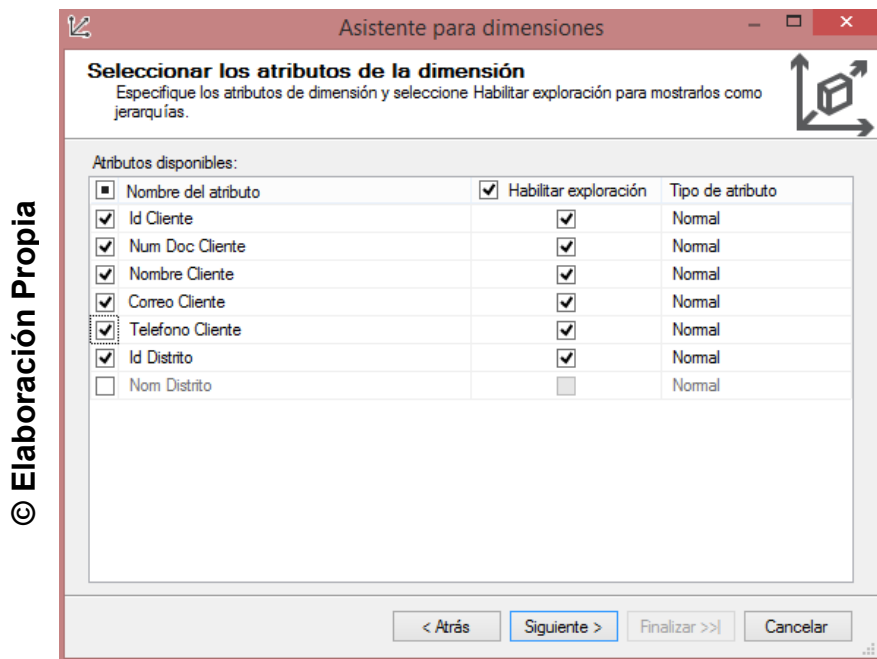 Asistente para dimensiones
Seleccionar los atributos de la dimensión
Especifique los atributos de dimensión y seleccione Habilitar exploración para mostrarlos como
jerarquías.
Atributos disponibles:
Nombre del atributo Habilitar exploración Tipo de atributo
Id Cliente Normal
Num Doc Cliente Normal
Nombre Cliente Normal
Correo Cliente Normal
Telefono Cliente Normal
Id Distrito Normal
Nom Distrito Normal
< Atrás Siguiente > Finalizar >>| Cancelar
© Elaboración Propia